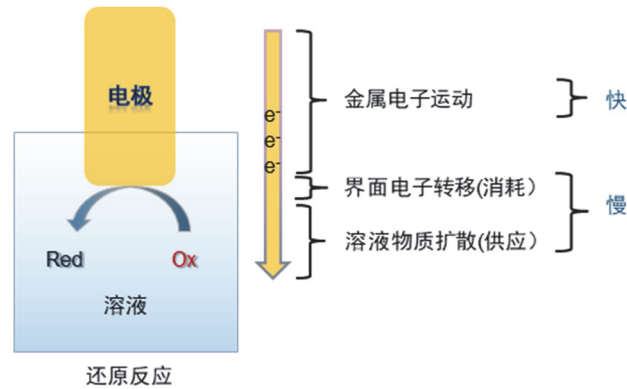 电极
e-
e-
e-
金属电子运动
快
界面电子转移(消耗）
慢
溶液物质扩散(供应）
Red
Ox
溶液
还原反应